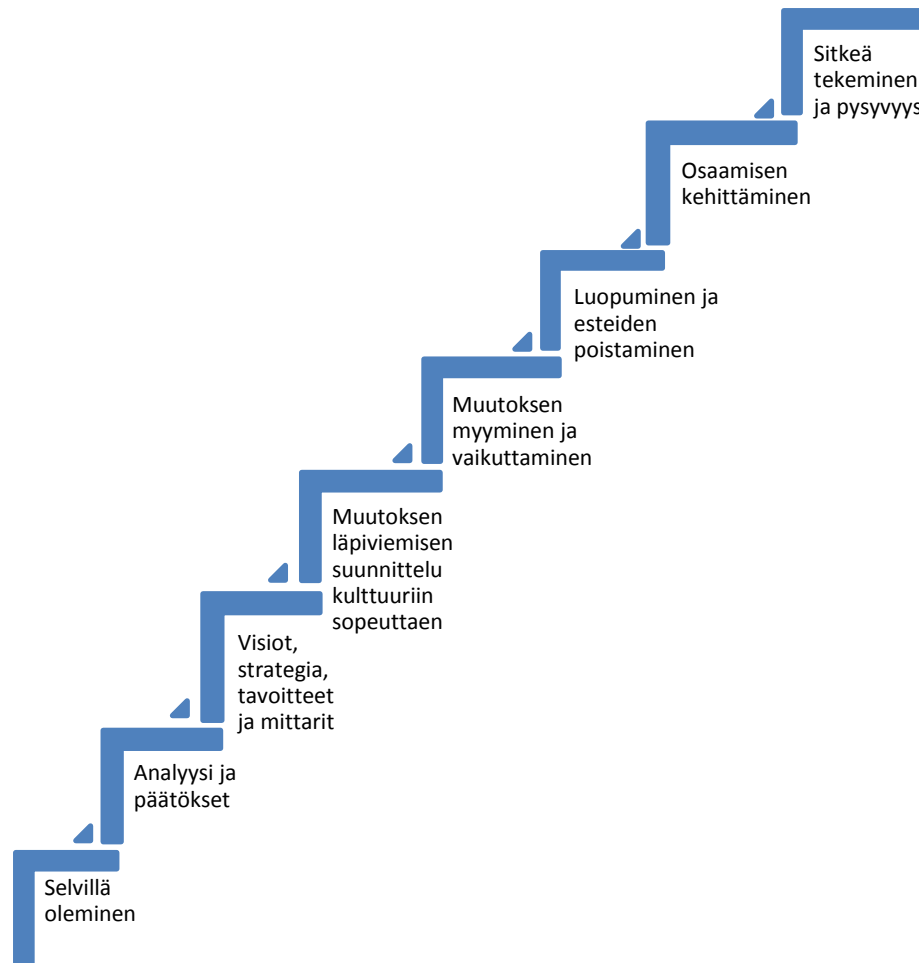 Sitkeä
tekeminen
ja pysyvyys
Osaamisen
kehittäminen
Luopuminen ja
esteiden
poistaminen
Muutoksen
myyminen ja
vaikuttaminen
Muutoksen
läpiviemisen
suunnittelu
kulttuuriin
sopeuttaen
Visiot,
strategia,
tavoitteet
ja mittarit
Analyysi ja
päätökset
Selvillä
oleminen